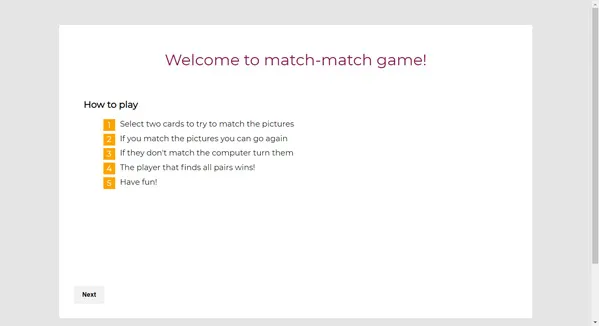 Welcome to match-match game!
How to play
1 Select two cards to try to match the pictures
2 If you match the pictures you can go again
3 If they don't match the computer turn them
4 The player that finds all pairs wins!
5 Have fun!
Next